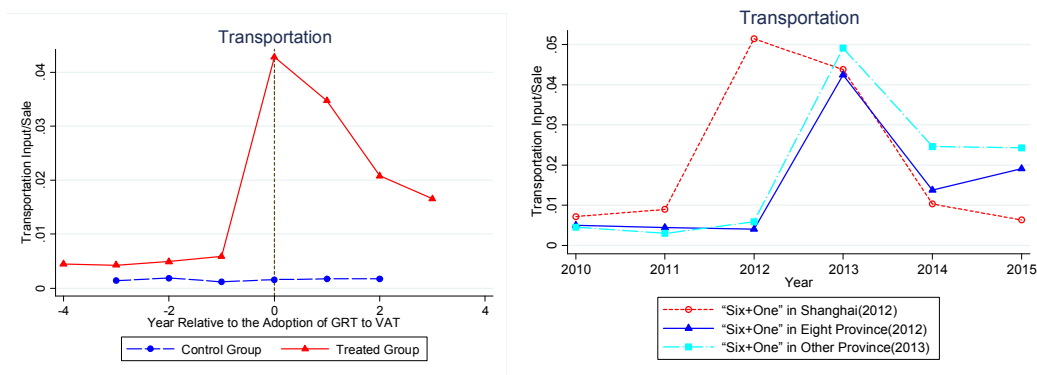 Transportation
Transportation Input/Sale
.04
.03
.02
.01
0
-4
-2
0
2
4
Year Relative to the Adoption of GRT to VAT
Control Group
Treated Group
Transportation
Transportation Input/Sale
.05
.04
.03
.02
.01
0
2010
2011
2012
2013
2014
2015
Year
“Six+One” in Shanghai(2012)
“Six+One” in Eight Province(2012)
“Six+One” in Other Province(2013)